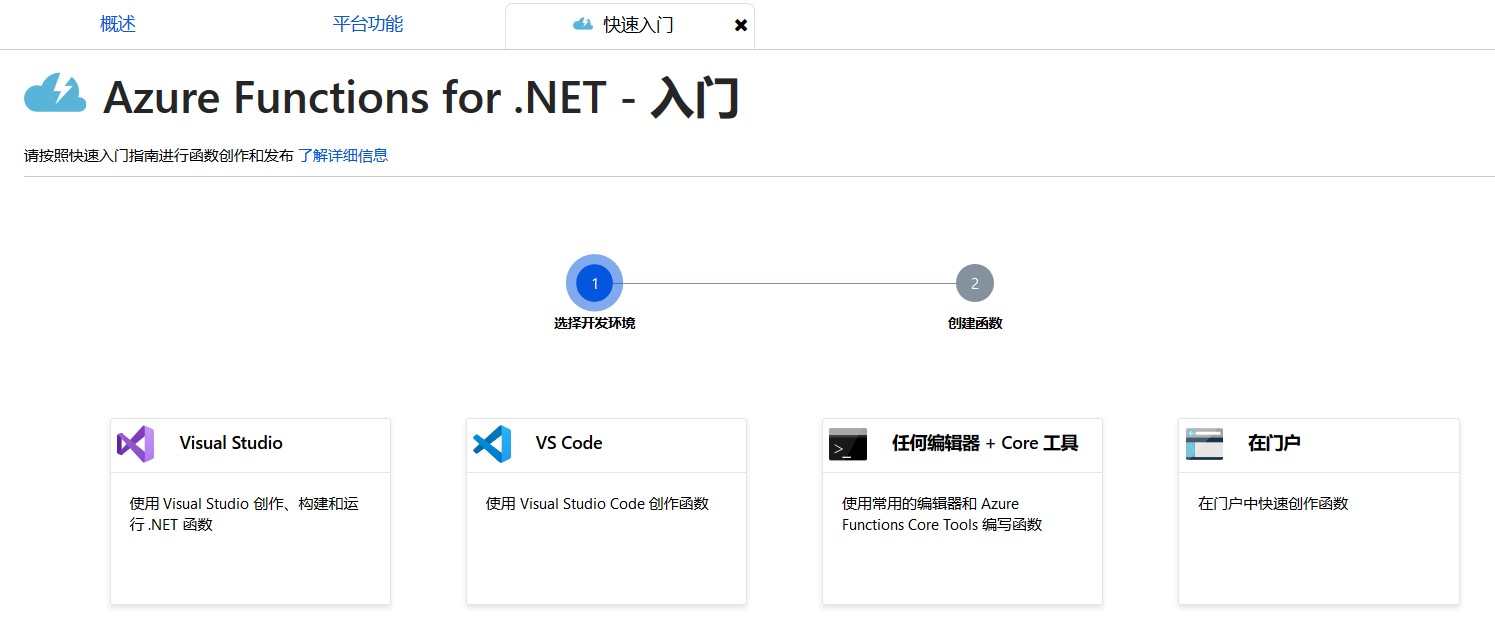 概述
平台功能
快速入门
Azure Functions for .NET - 入门
请按照快速入门指南进行函数创作和发布 了解详细信息
1
2
选择开发环境
创建函数
Visual Studio
使用 Visual Studio 创作、构建和运
行 .NET 函数
VS Code
使用 Visual Studio Code 创作函数
任何编辑器 + Core 工具
使用常用的编辑器和 Azure
Functions Core Tools 编写函数
在门户
在门户中快速创作函数